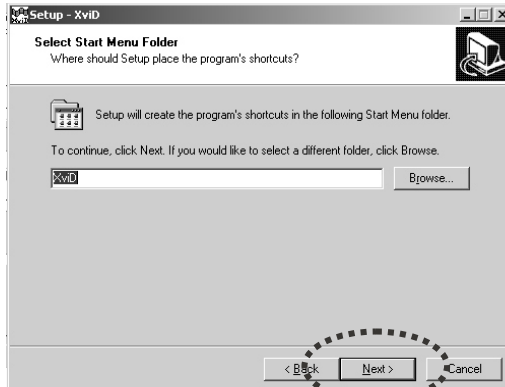 Setup - XviD
Select Start Menu Folder
Where should Setup place the program's shortcuts?
Setup will create the program's shortcuts in the following Start Menu folder.
To continue, click Next. If you would like to select a different folder, click Browse.
XviD
Browse...
< Back
Next >
Cancel